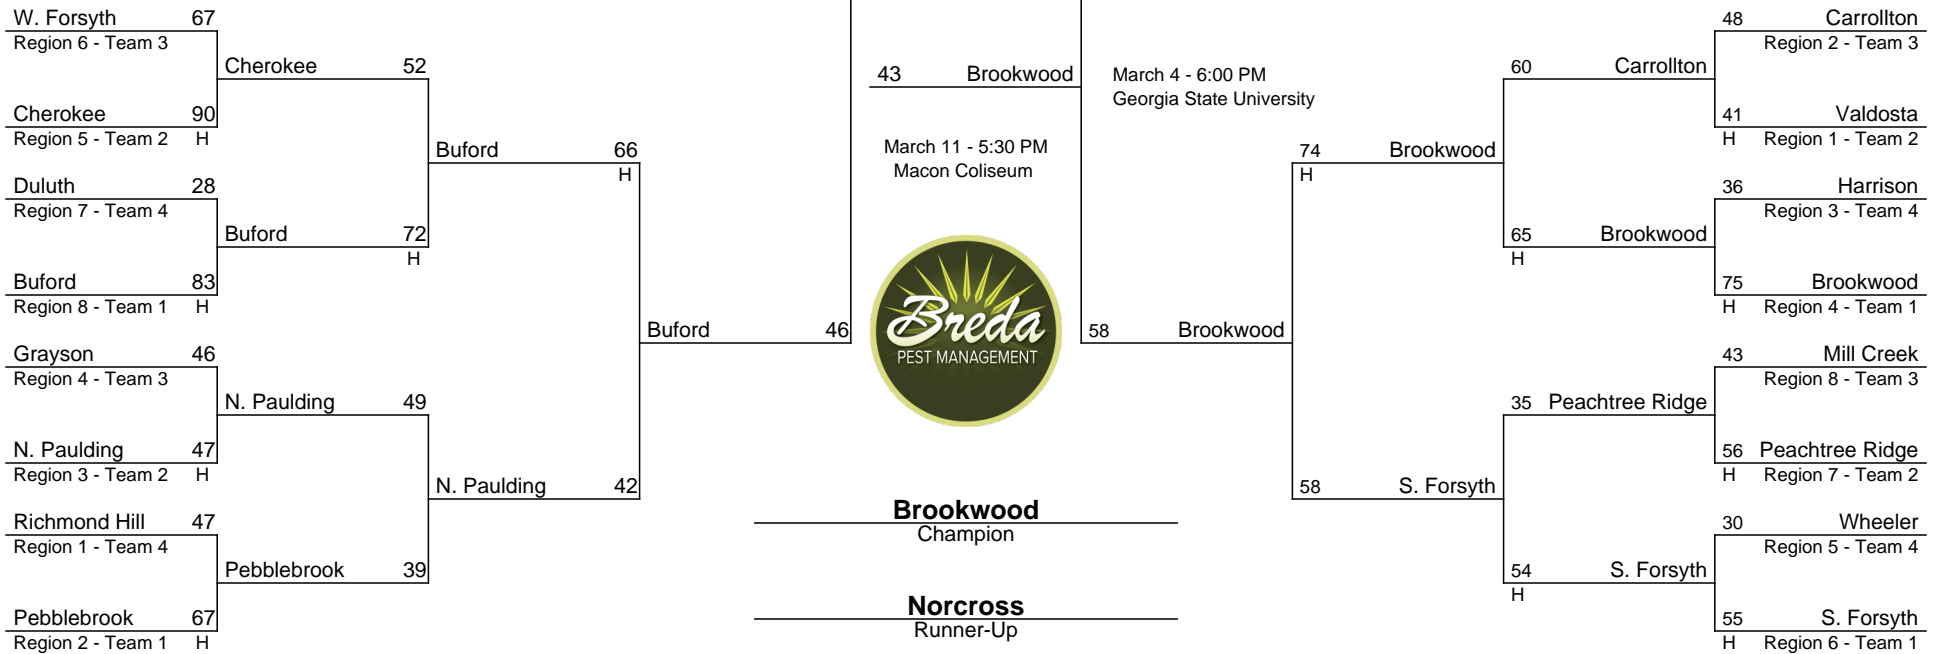 W. Forsyth 67
Region 6 - Team 3
Cherokee 52
Cherokee 90
Region 5 - Team 2 H
Buford 66
H
Duluth 28
Region 7 - Team 4
Buford 72
H
Buford 83
Region 8 - Team 1 H
Buford 46
Grayson 46
Region 4 - Team 3
N. Paulding 49
N. Paulding 47
Region 3 - Team 2 H
N. Paulding 42
Richmond Hill 47
Region 1 - Team 4
Pebblebrook 39
Pebblebrook 67
Region 2 - Team 1 H
43 Brookwood
March 11 - 5:30 PM
Macon Coliseum
Breda
PEST MANAGEMENT
Brookwood
Champion
Norcross
Runner-Up
March 4 - 6:00 PM
Georgia State University
58 Brookwood
74 Brookwood
H
58 S. Forsyth
60 Carrollton
65 Brookwood
H
35 Peachtree Ridge
54 S. Forsyth
H
48 Carrollton
Region 2 - Team 3
41 Valdosta
H Region 1 - Team 2
36 Harrison
Region 3 - Team 4
75 Brookwood
H Region 4 - Team 1
43 Mill Creek
Region 8 - Team 3
56 Peachtree Ridge
H Region 7 - Team 2
30 Wheeler
Region 5 - Team 4
55 S. Forsyth
H Region 6 - Team 1